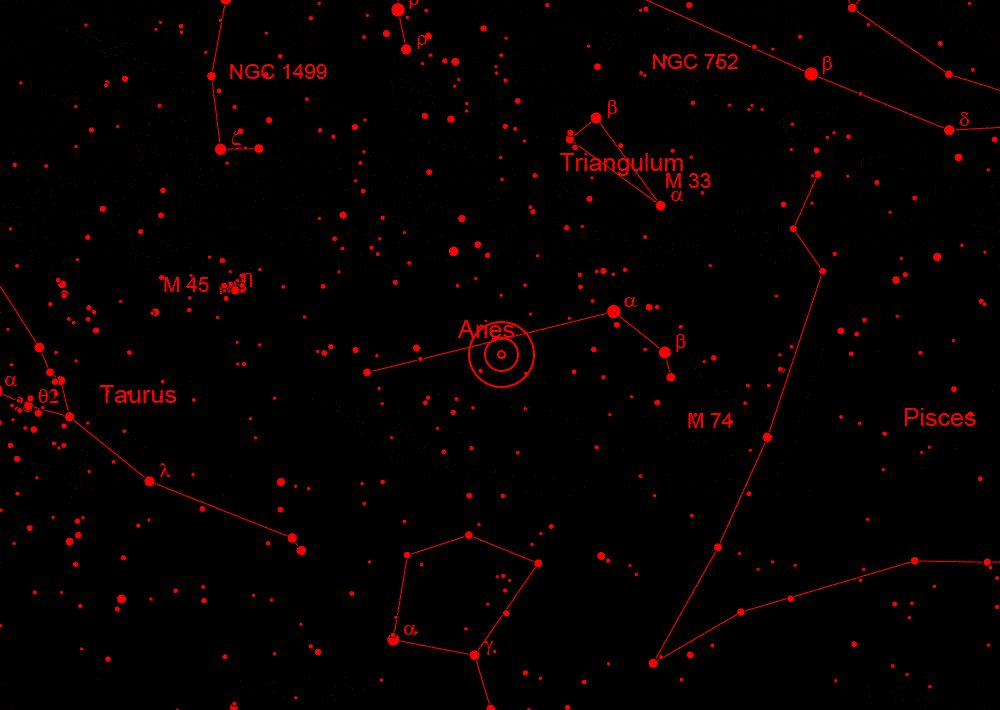 ρ
NGC 1499
NGC 752
β
β
δ
ζ
Triangulum
M 33
α
M 45
η
α
Aries
β
α
θ2
Taurus
M 74
Pisces
λ
α
γ